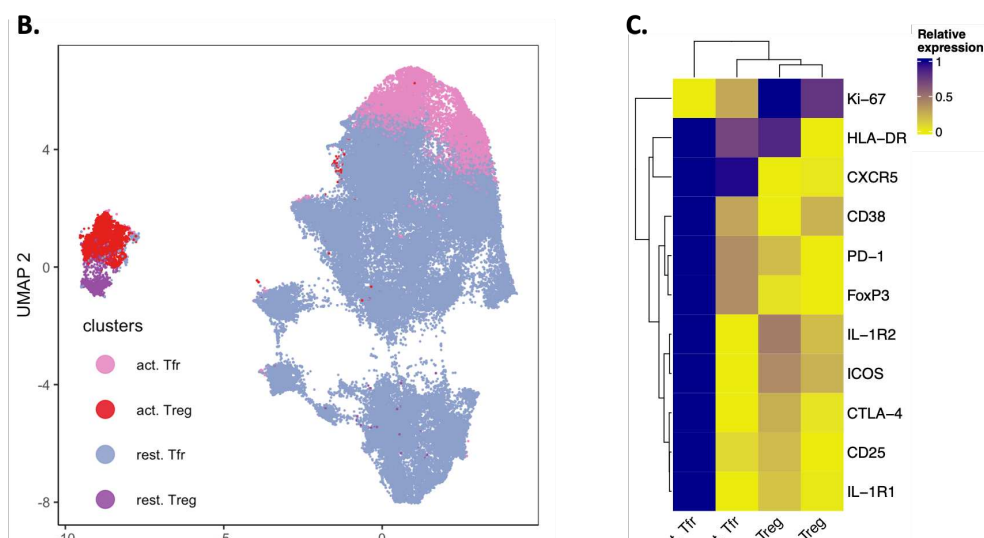 B.
UMAP 2
4
0
-4
-8
-5
0
clusters
act. Tfr
act. Treg
rest. Tfr
rest. Treg
C.
Relative
expression
1
0.5
0
Ki-67
HLA-DR
CXCR5
CD38
PD-1
FoxP3
IL-1R2
ICOS
CTLA-4
CD25
IL-1R1
Tfr
Tfr
Treg
Treg